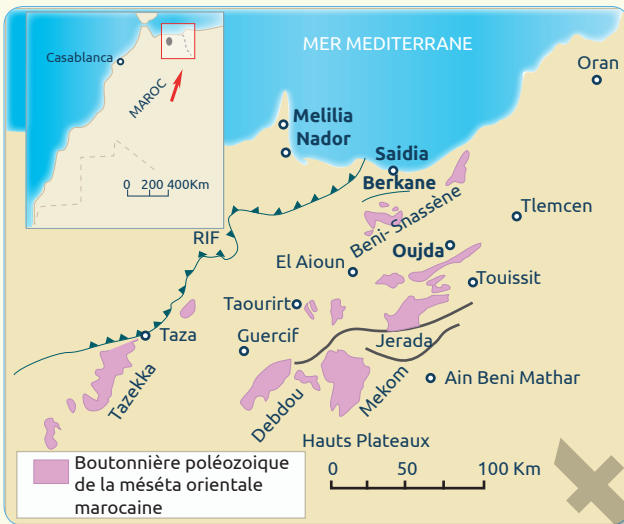 MER MEDITERRANE
Casablanca
MAROC
0 200 400Km
Oran
Melilia
Nador
Saidia
Berkane
Beni- Snassène
Tlemcen
RIF
Oujda
El Aioun
Touissit
Taourirt
Taza
Guercif
Jerada
Tazekka
Debdou
Mekom
Ain Beni Mathar
Hauts Plateaux
0 50 100 Km
Boutonnière poléozoique
de la méséta orientale
marocaine